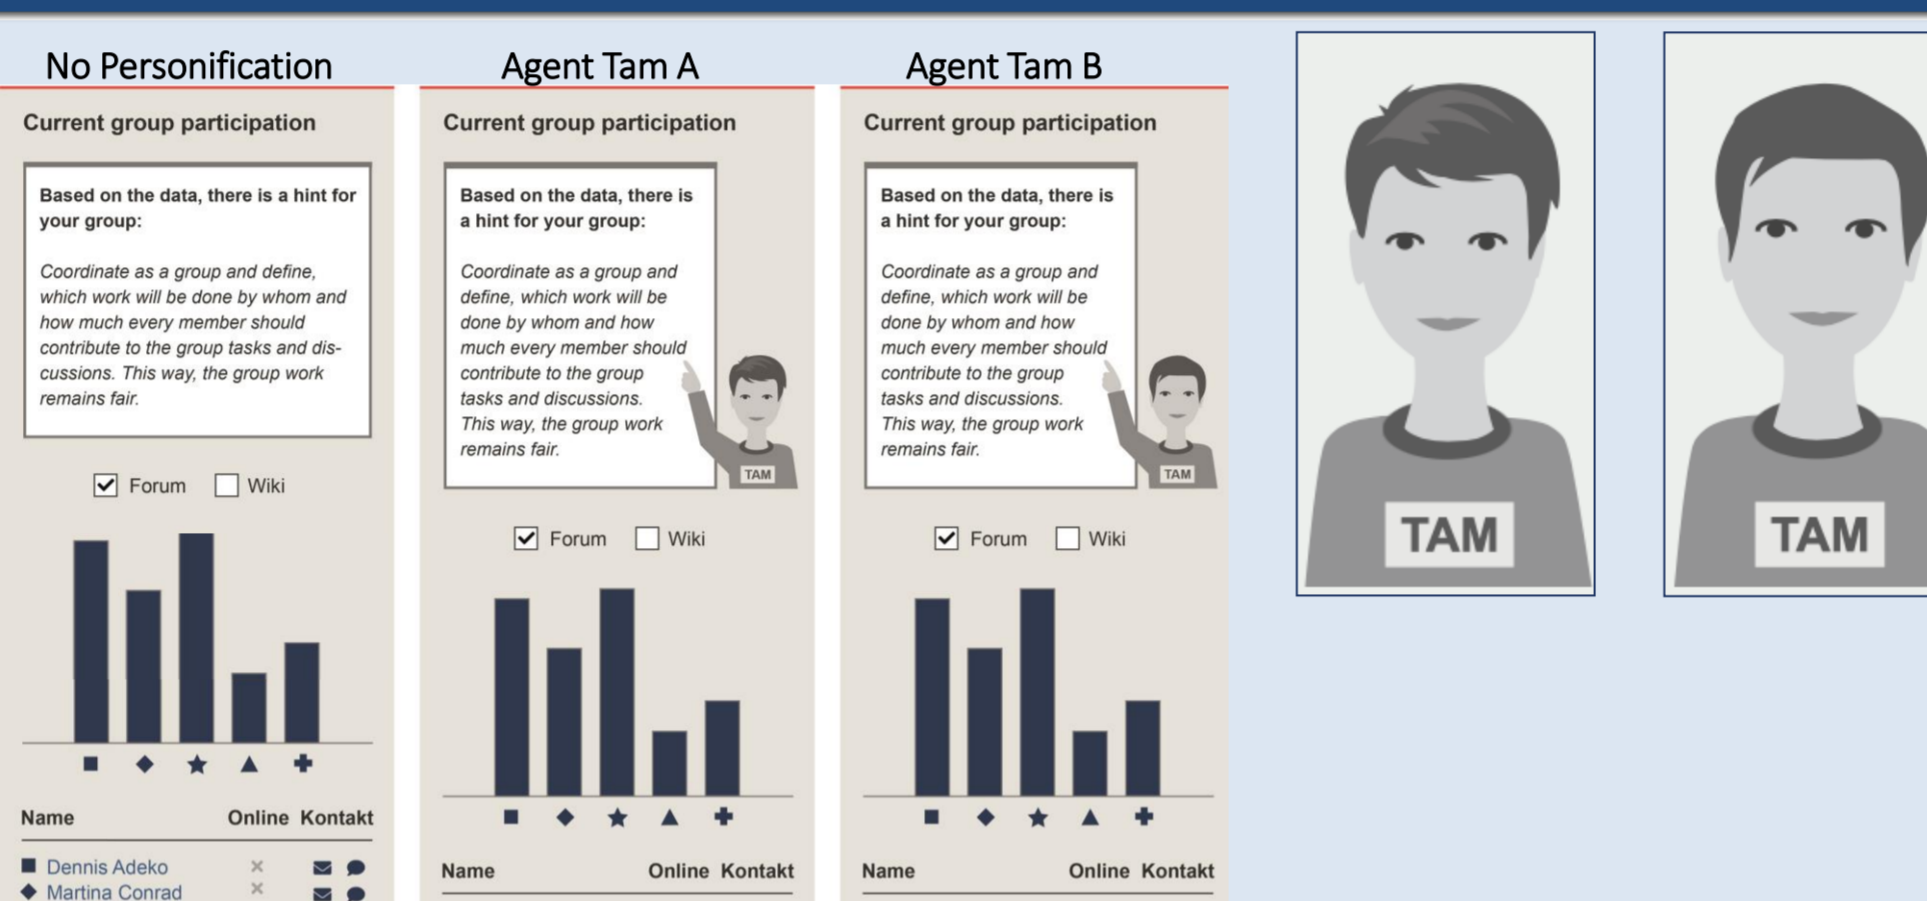 No Personification
Current group participation
Based on the data, there is a hint for
your group:
Coordinate as a group and define,
which work will be done by whom and
how much every member should
contribute to the group tasks and dis-
cussions. This way, the group work
remains fair.
Forum Wiki
Name Online Kontakt
Dennis Adeko
Martina Conrad
Agent Tam A
Current group participation
Based on the data, there is
a hint for your group:
Coordinate as a group and
define, which work will be
done by whom and how
much every member should
contribute to the group
tasks and discussions.
This way, the group work
remains fair.
TAM
Forum Wiki
Name Online Kontakt
Agent Tam B
Current group participation
Based on the data, there is
a hint for your group:
Coordinate as a group and
define, which work will be
done by whom and how
much every member should
contribute to the group
tasks and discussions.
This way, the group work
remains fair.
TAM
Forum Wiki
Name Online Kontakt
TAM
TAM